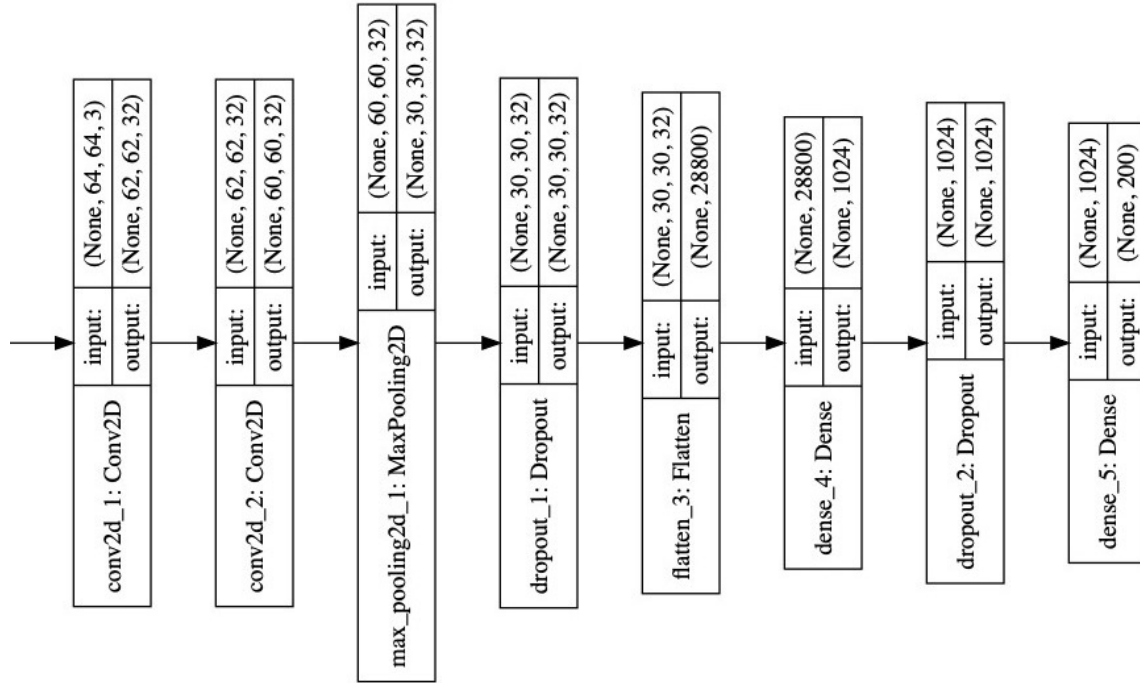 conv2d_1: Conv2D
input:
(None, 64, 64, 3)
output:
(None, 62, 62, 32)
conv2d_2: Conv2D
input:
(None, 62, 62, 32)
output:
(None, 60, 60, 32)
max_pooling2d_1: MaxPooling2D
input:
(None, 60, 60, 32)
output:
(None, 30, 30, 32)
dropout_1: Dropout
input:
(None, 30, 30, 32)
output:
(None, 30, 30, 32)
flatten_3: Flatten
input:
(None, 30, 30, 32)
output:
(None, 28800)
dense_4: Dense
input:
(None, 28800)
output:
(None, 1024)
dropout_2: Dropout
input:
(None, 1024)
output:
(None, 1024)
dense_5: Dense
input:
(None, 1024)
output:
(None, 200)